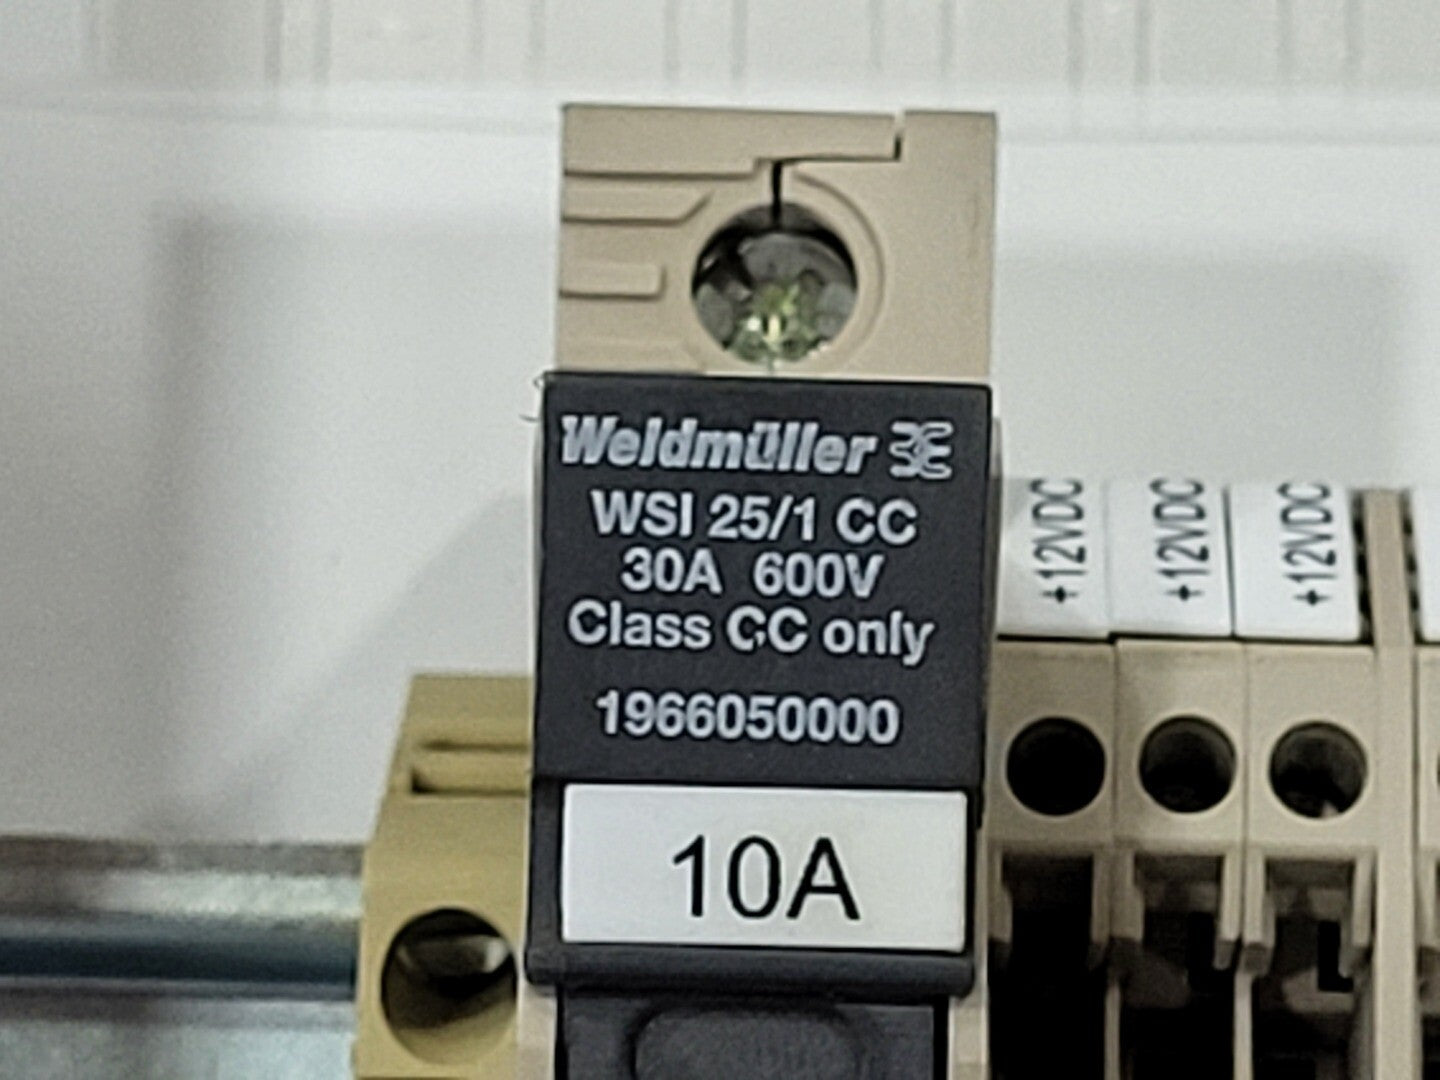 Weidmüller
WSI 25/1 CC
30A 600V
Class CC only
1966050000
10A
+12VDC
+12VDC
+12VDC